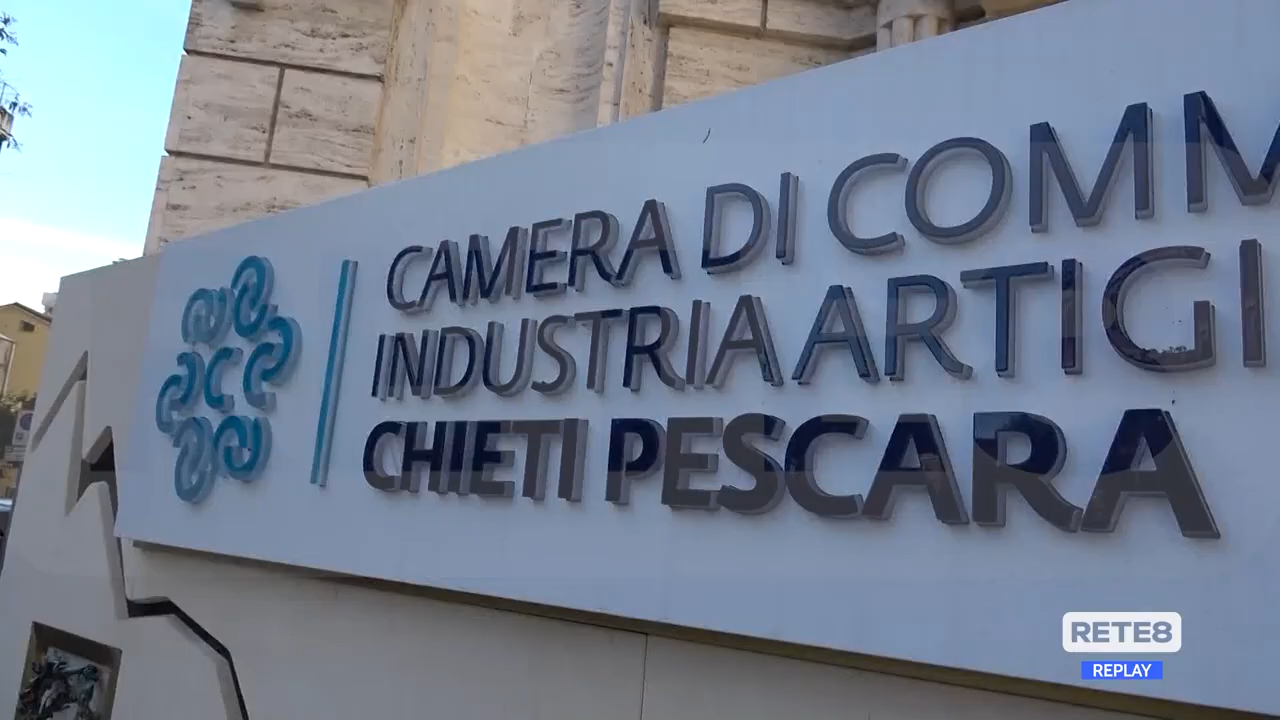 CAMERA DI COMM
INDUSTRIA ARTIGI
CHIETI PESCARA
RETE8
REPLAY